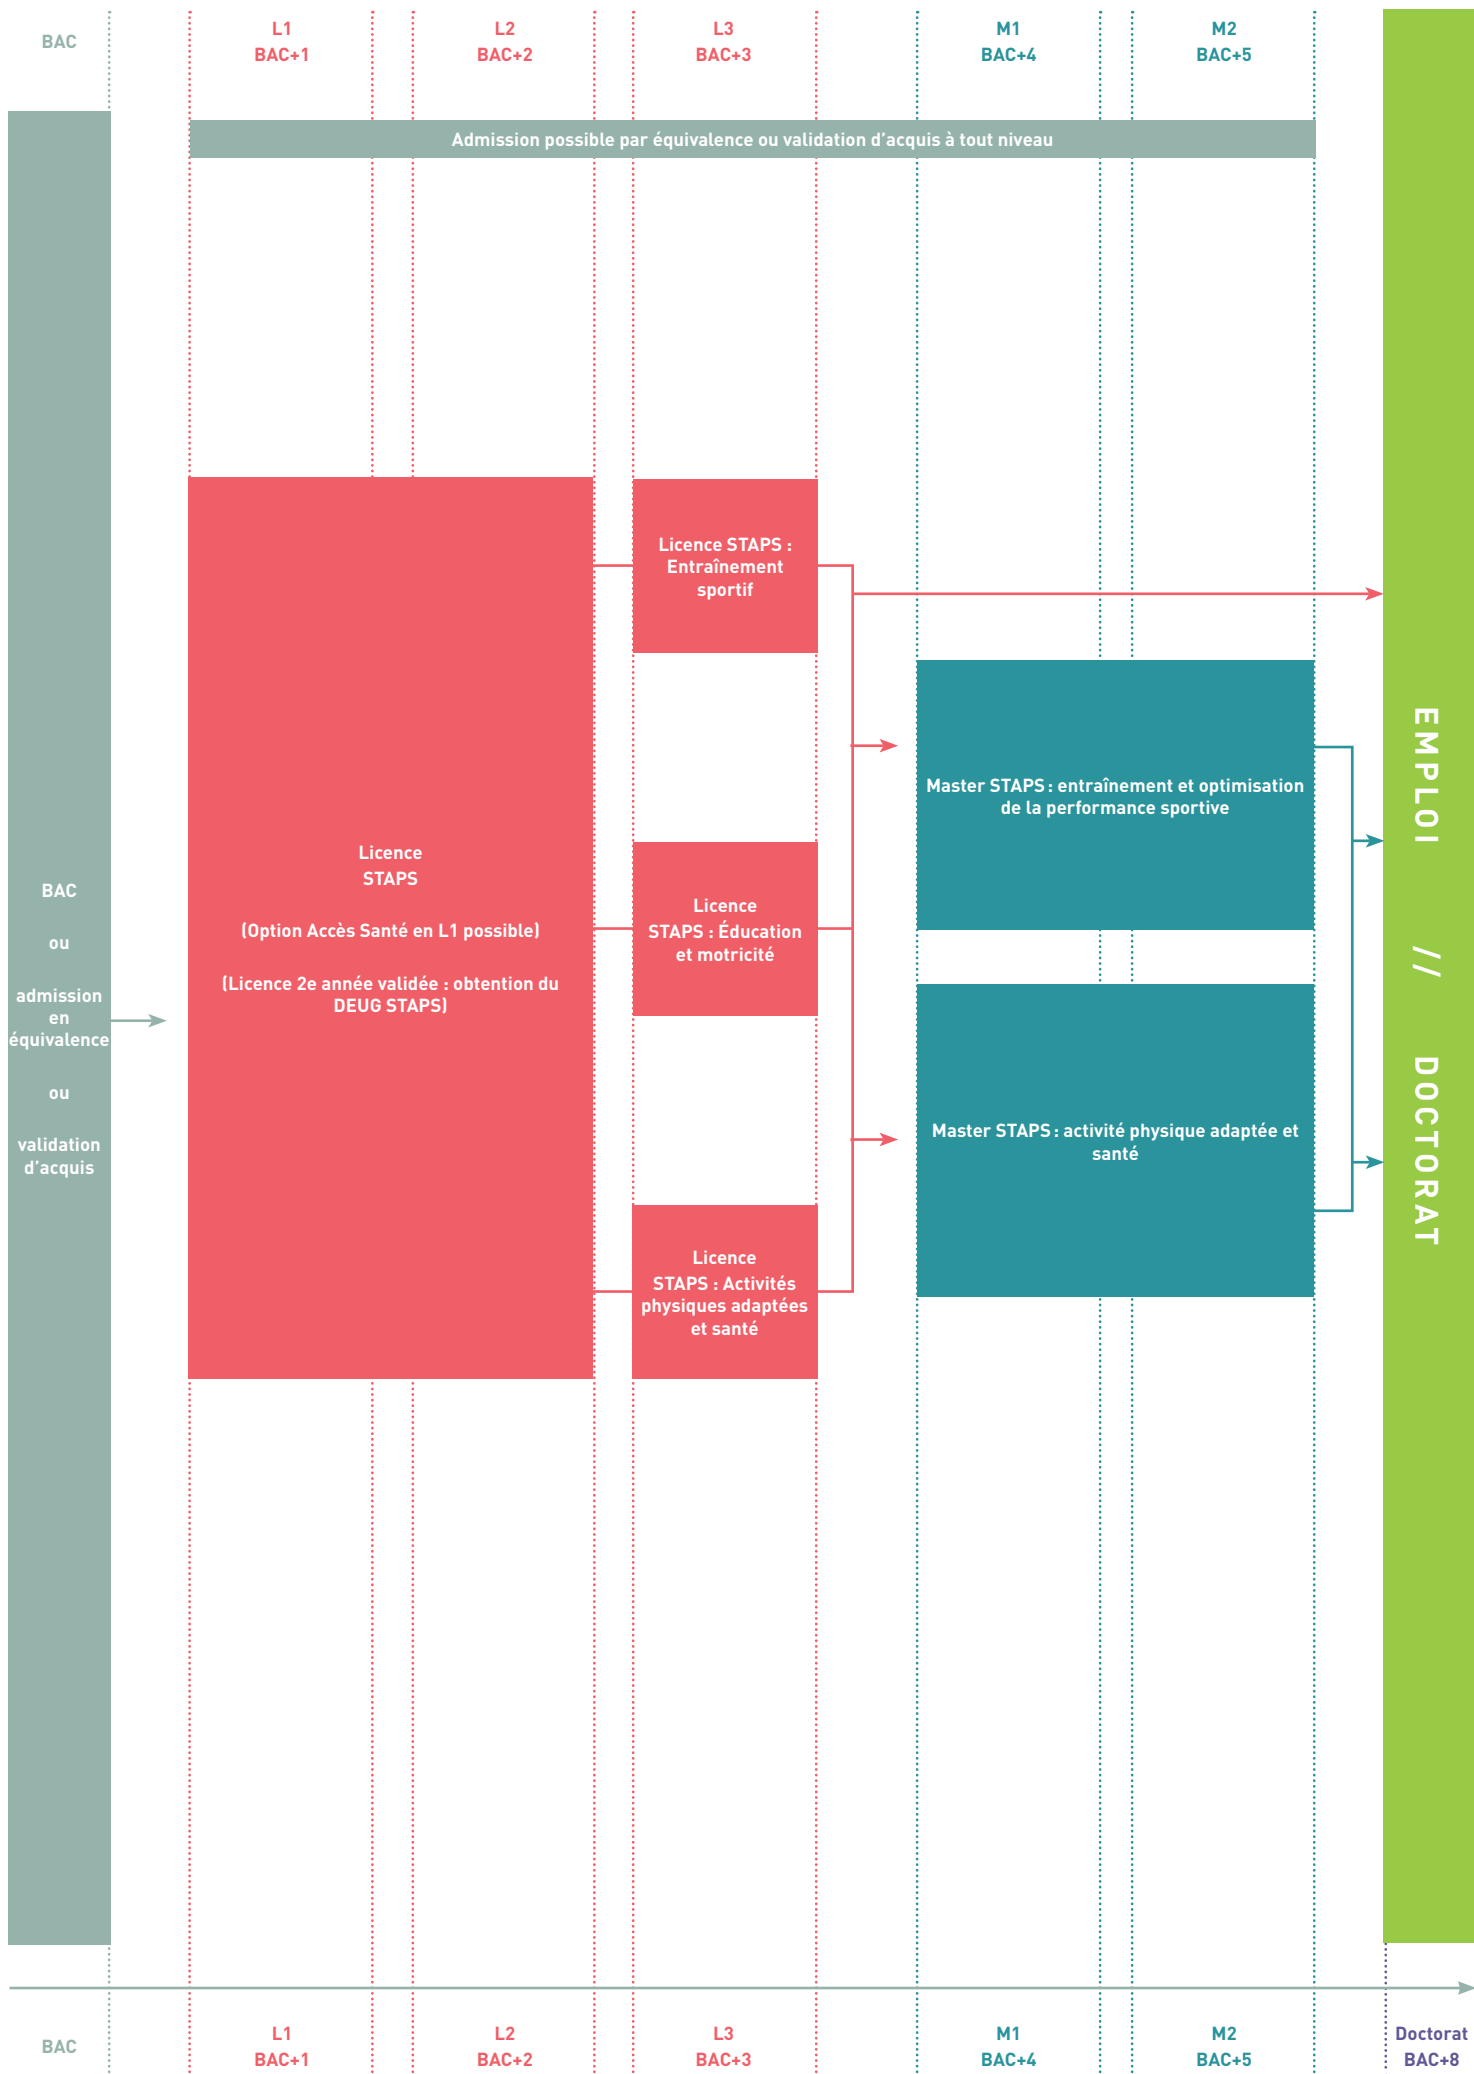 BAC
L1
BAC+1
L2
BAC+2
L3
BAC+3
M1
BAC+4
M2
BAC+5
Admission possible par équivalence ou validation d’acquis à tout niveau
BAC
ou
admission
en
équivalence
ou
validation
d’acquis
Licence
STAPS
(Option Accès Santé en L1 possible)
(Licence 2e année validée : obtention du
DEUG STAPS)
Licence STAPS :
Entraînement
sportif
Licence
STAPS : Éducation
et motricité
Licence
STAPS : Activités
physiques adaptées
et santé
Master STAPS : entraînement et optimisation
de la performance sportive
Master STAPS : activité physique adaptée et
santé
EMPLOI // DOCTORAT
BAC
L1
BAC+1
L2
BAC+2
L3
BAC+3
M1
BAC+4
M2
BAC+5
Doctorat
BAC+8